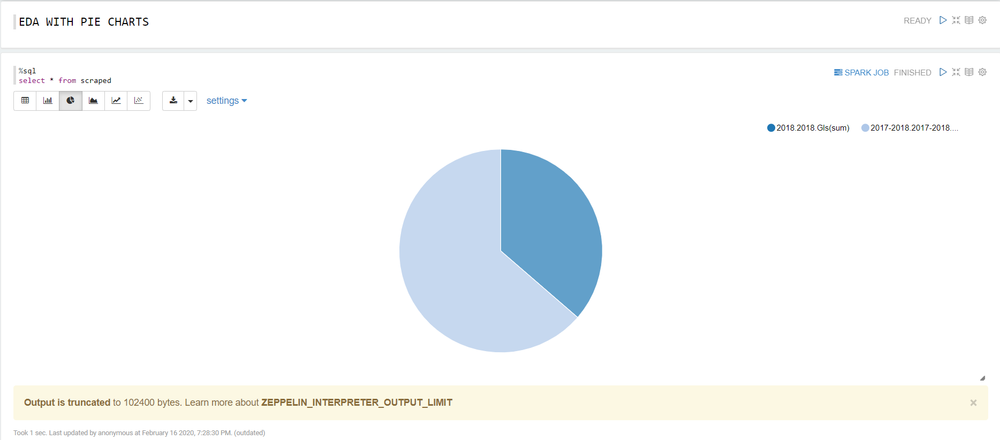 EDA WITH PIE CHARTS
READY
%sql
select * from scraped
SPARK JOB FINISHED
settings
2018.2018.Gls(sum) 2017-2018.2017-2018....
Output is truncated to 102400 bytes. Learn more about ZEPPELIN_INTERPRETER_OUTPUT_LIMIT
×
Took 1 sec. Last updated by anonymous at February 16 2020, 7:28:30 PM. (outdated)